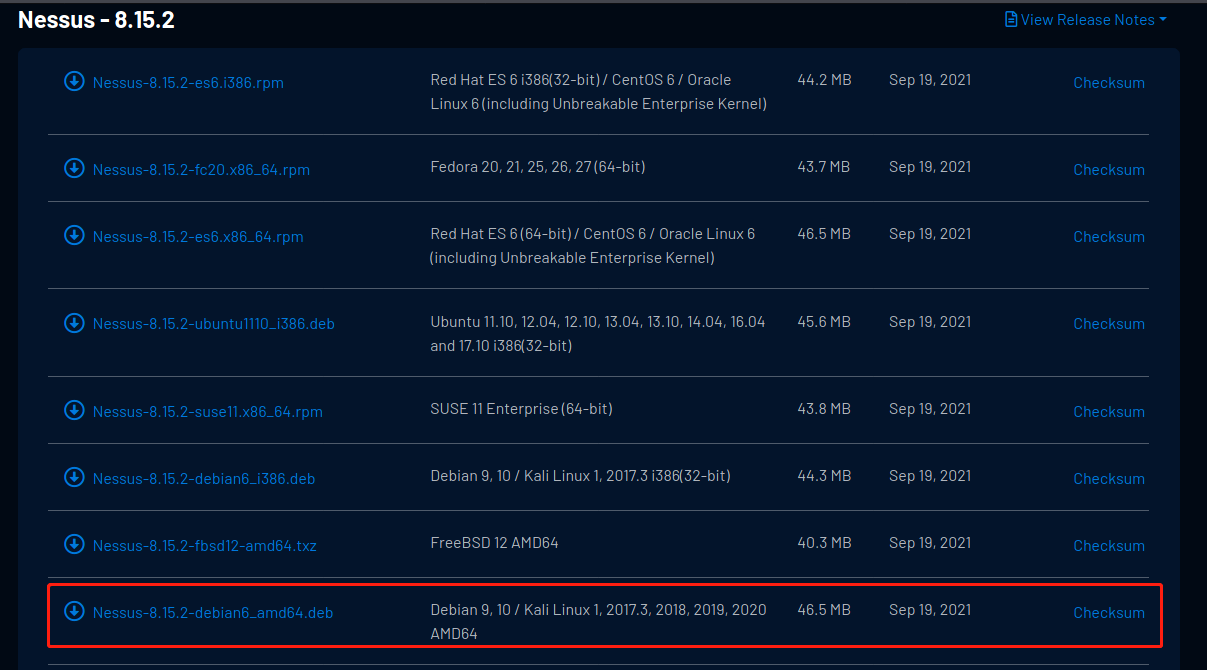 Nessus - 8.15.2
View Release Notes
Nessus-8.15.2-es6.i386.rpm
Red Hat ES 6 i386(32-bit) / CentOS 6 / Oracle
Linux 6 (including Unbreakable Enterprise Kernel)
44.2 MB
Sep 19, 2021
Checksum
Nessus-8.15.2-fc20.x86_64.rpm
Fedora 20, 21, 25, 26, 27 (64-bit)
43.7 MB
Sep 19, 2021
Checksum
Nessus-8.15.2-es6.x86_64.rpm
Red Hat ES 6 (64-bit) / CentOS 6 / Oracle Linux 6
(including Unbreakable Enterprise Kernel)
46.5 MB
Sep 19, 2021
Checksum
Nessus-8.15.2-ubuntu1110_i386.deb
Ubuntu 11.10, 12.04, 12.10, 13.04, 13.10, 14.04, 16.04
and 17.10 i386(32-bit)
45.6 MB
Sep 19, 2021
Checksum
Nessus-8.15.2-suse11.x86_64.rpm
SUSE 11 Enterprise (64-bit)
43.8 MB
Sep 19, 2021
Checksum
Nessus-8.15.2-debian6_i386.deb
Debian 9, 10 / Kali Linux 1, 2017.3 i386(32-bit)
44.3 MB
Sep 19, 2021
Checksum
Nessus-8.15.2-fbsd12-amd64.txz
FreeBSD 12 AMD64
40.3 MB
Sep 19, 2021
Checksum
Nessus-8.15.2-debian6_amd64.deb
Debian 9, 10 / Kali Linux 1, 2017.3, 2018, 2019, 2020
AMD64
46.5 MB
Sep 19, 2021
Checksum